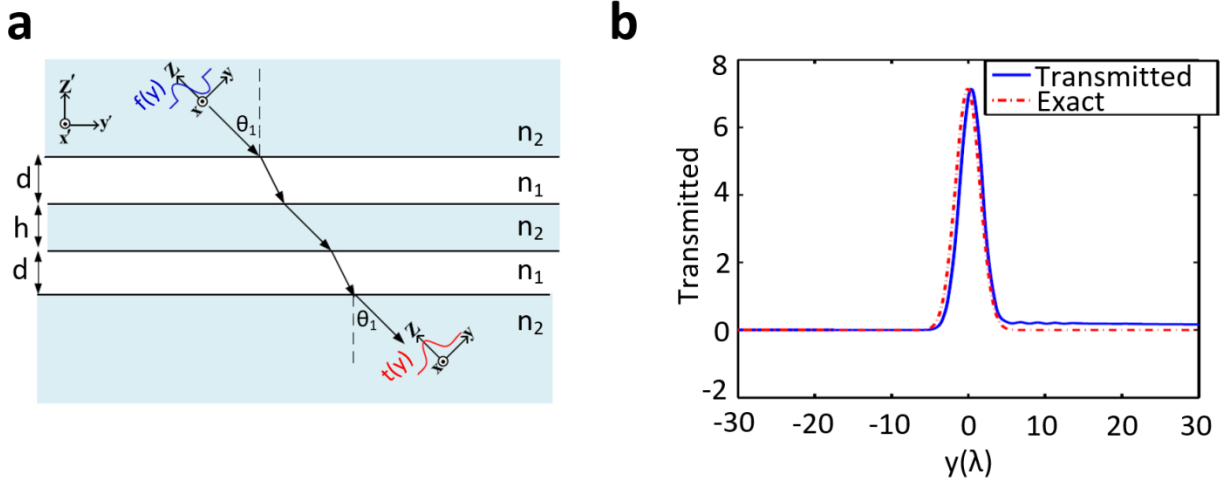 a
z'
x'
y'
f(y)
z
y
x
θ1
n2
d
n1
h
n2
d
n1
θ1
n2
z
y
x
t(y)
b
Transmitted
Exact
Transmitted
8
6
4
2
0
-2
-30
-20
-10
0
10
20
30
y(λ)